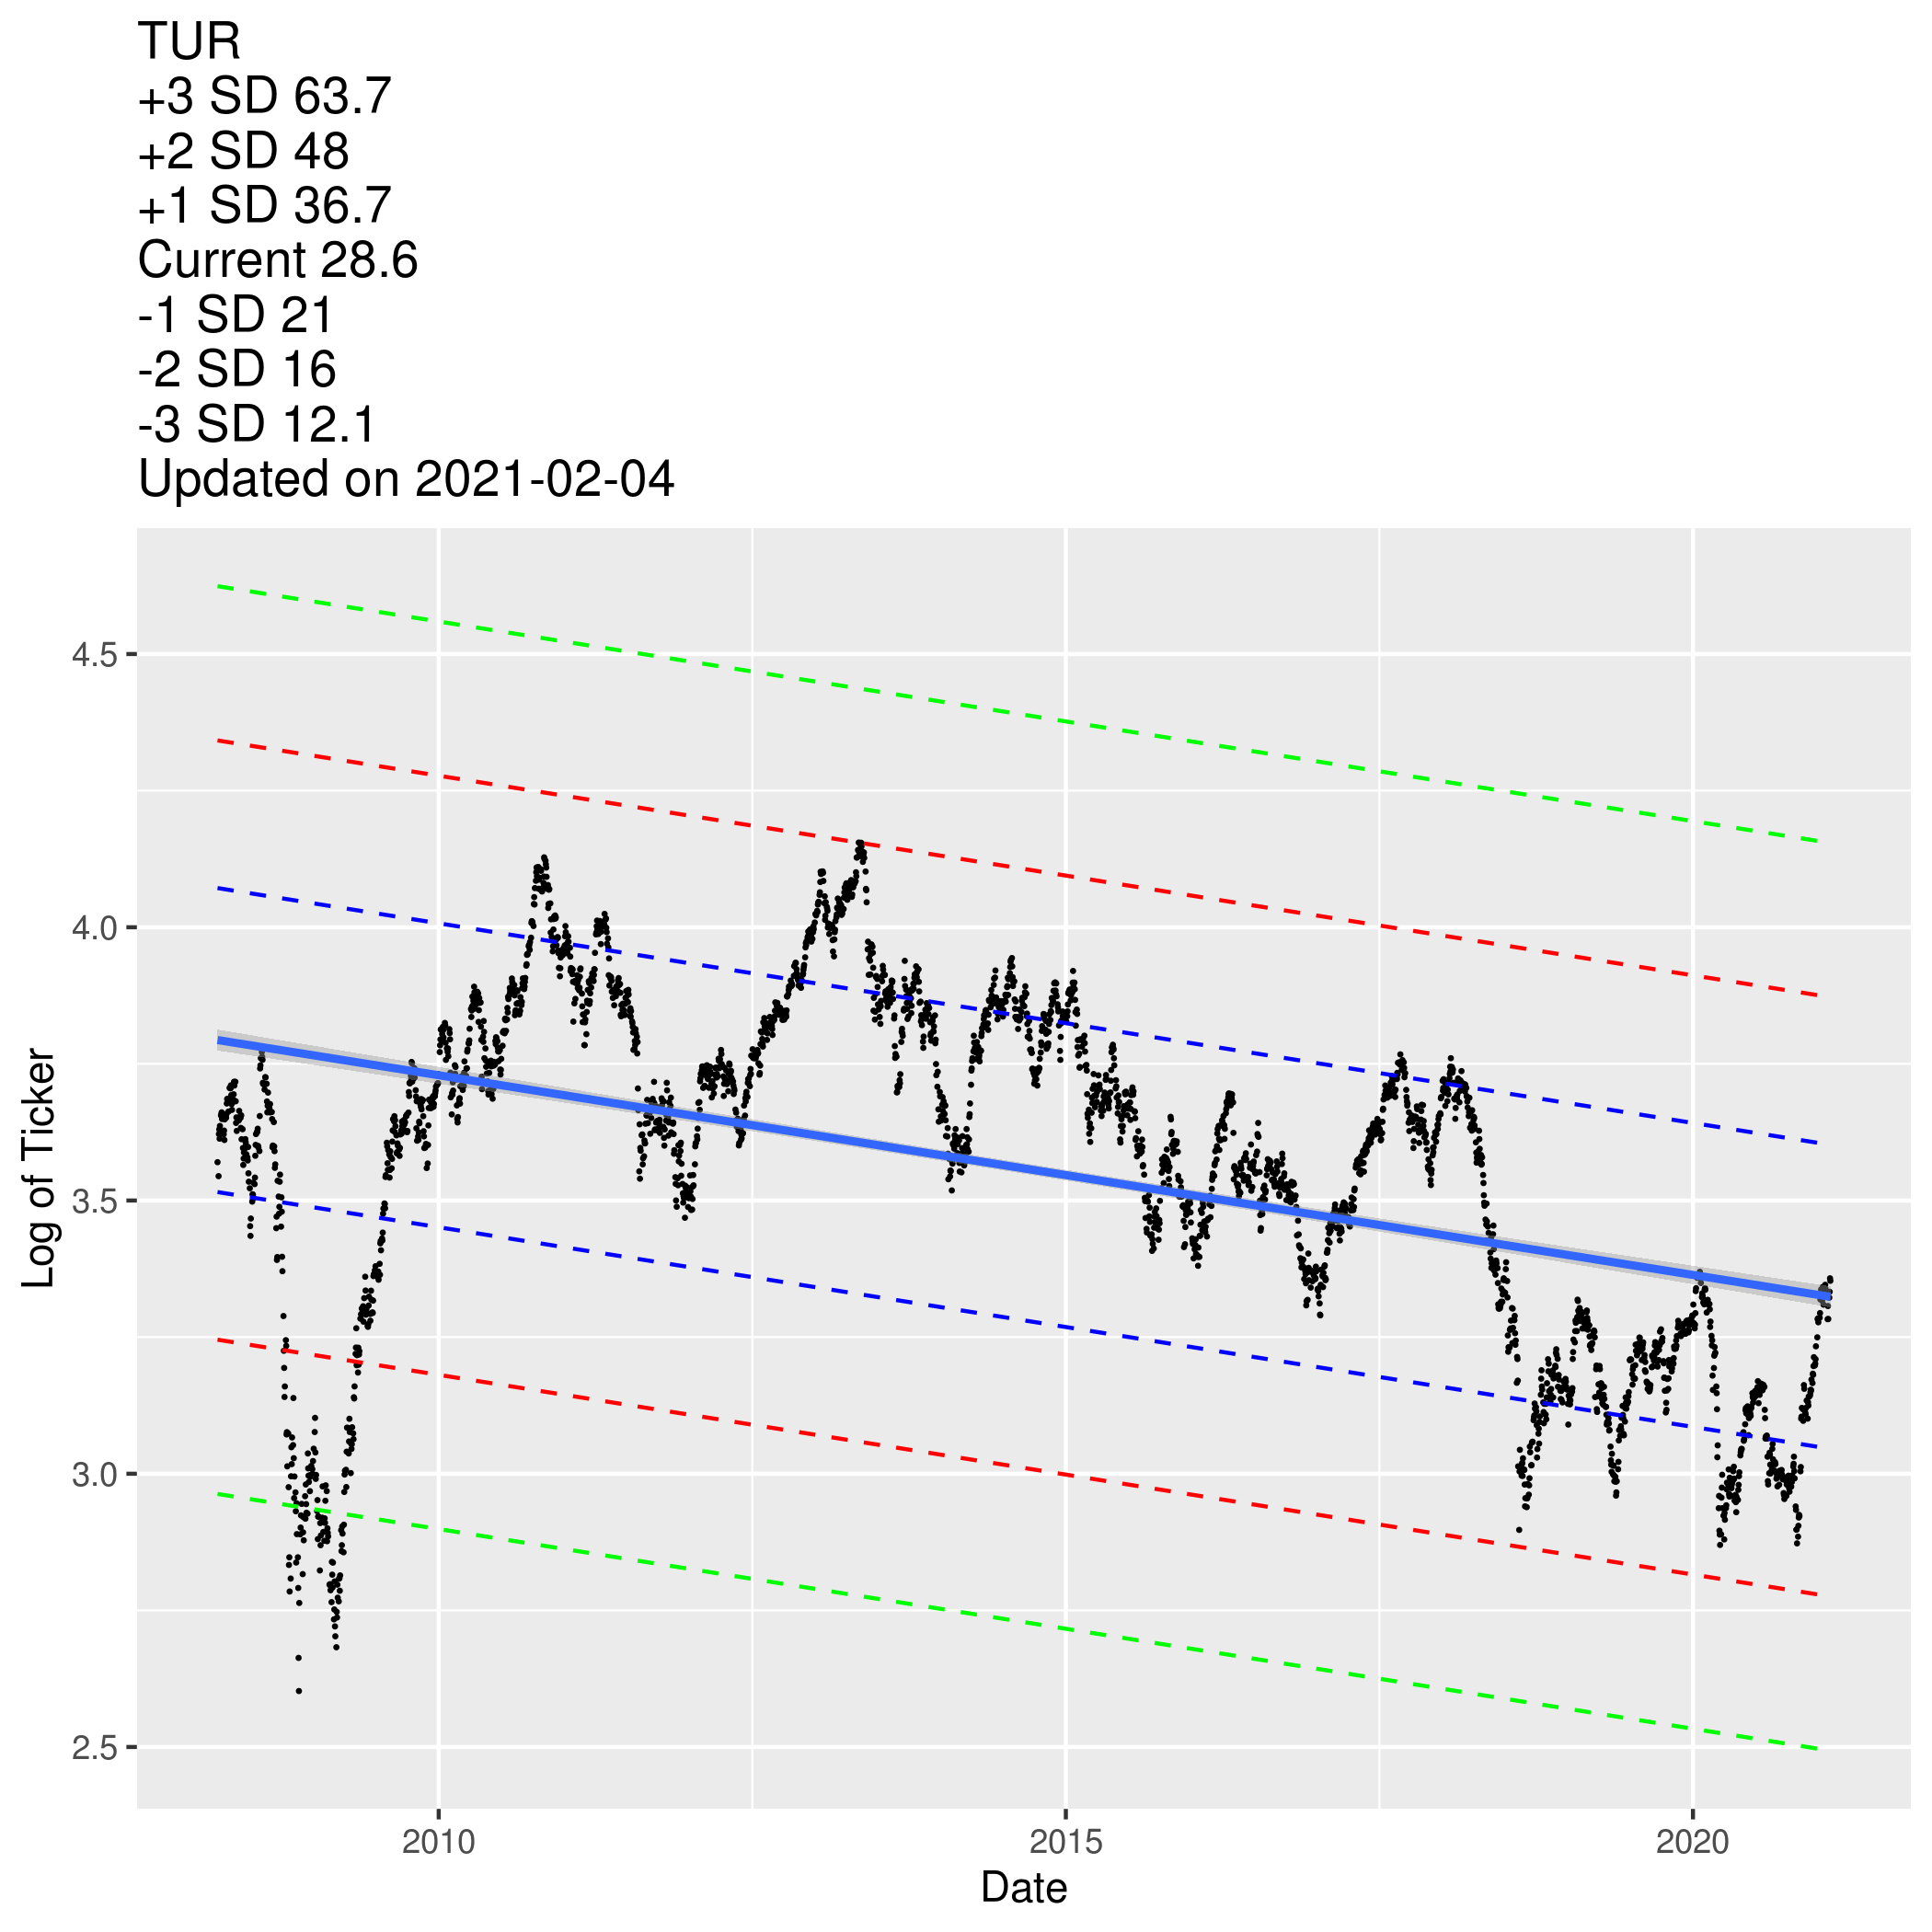 TUR
+3 SD 63.7
+2 SD 48
+1 SD 36.7
Current 28.6
-1 SD 21
-2 SD 16
-3 SD 12.1
Updated on 2021-02-04
4.5
4.0
3.5
3.0
2.5
Log of Ticker
2010
2015
2020
Date